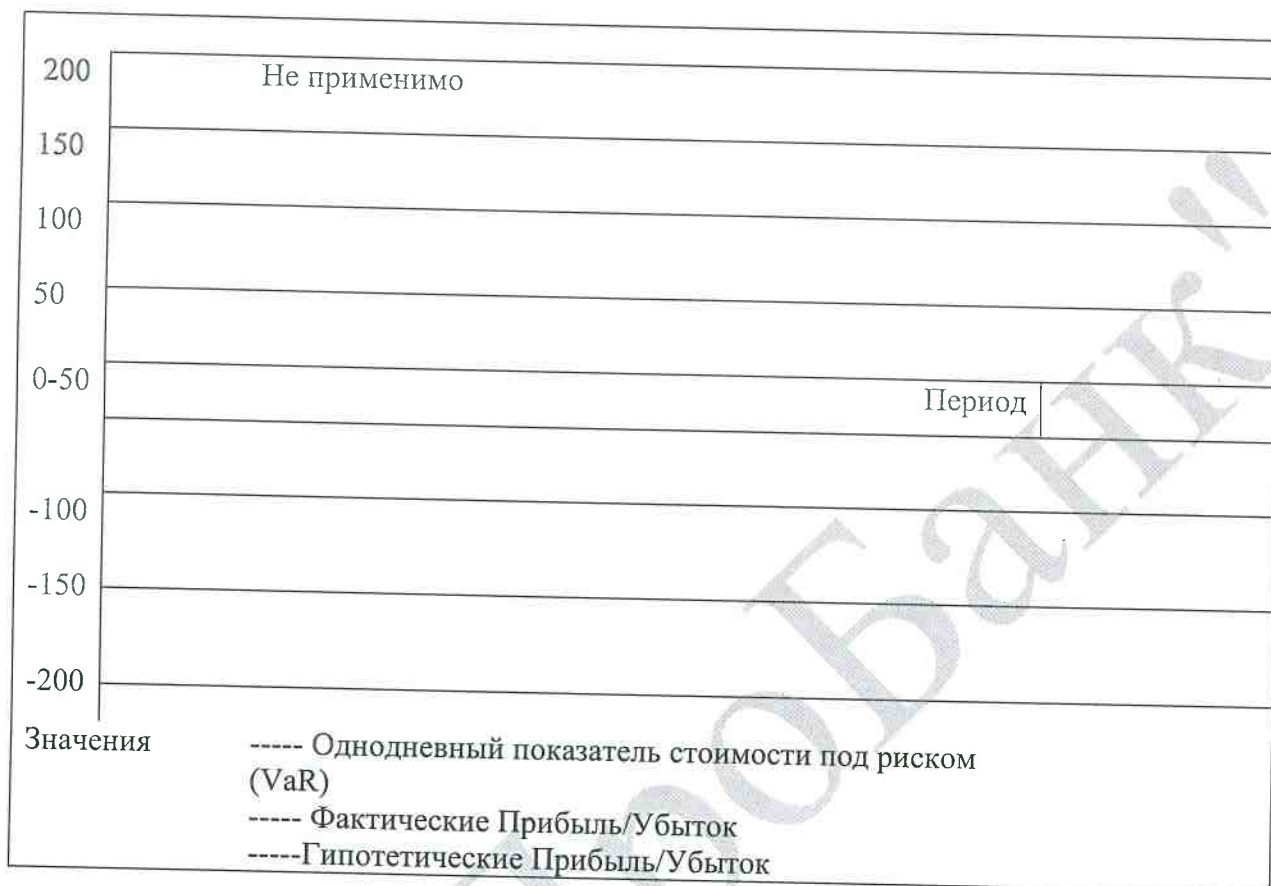 200
Не применимо
150
100
50
0-50
Период
-100
-150
-200
Значения
----- Однодневный показатель стоимости под риском
(VaR)
----- Фактические Прибыль/Убыток
-----Гипотетические Прибыль/Убыток
роБанк"